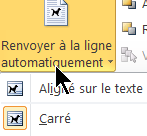 Renvoyer à la ligne
automatiquement
Aligné sur le texte
Carré